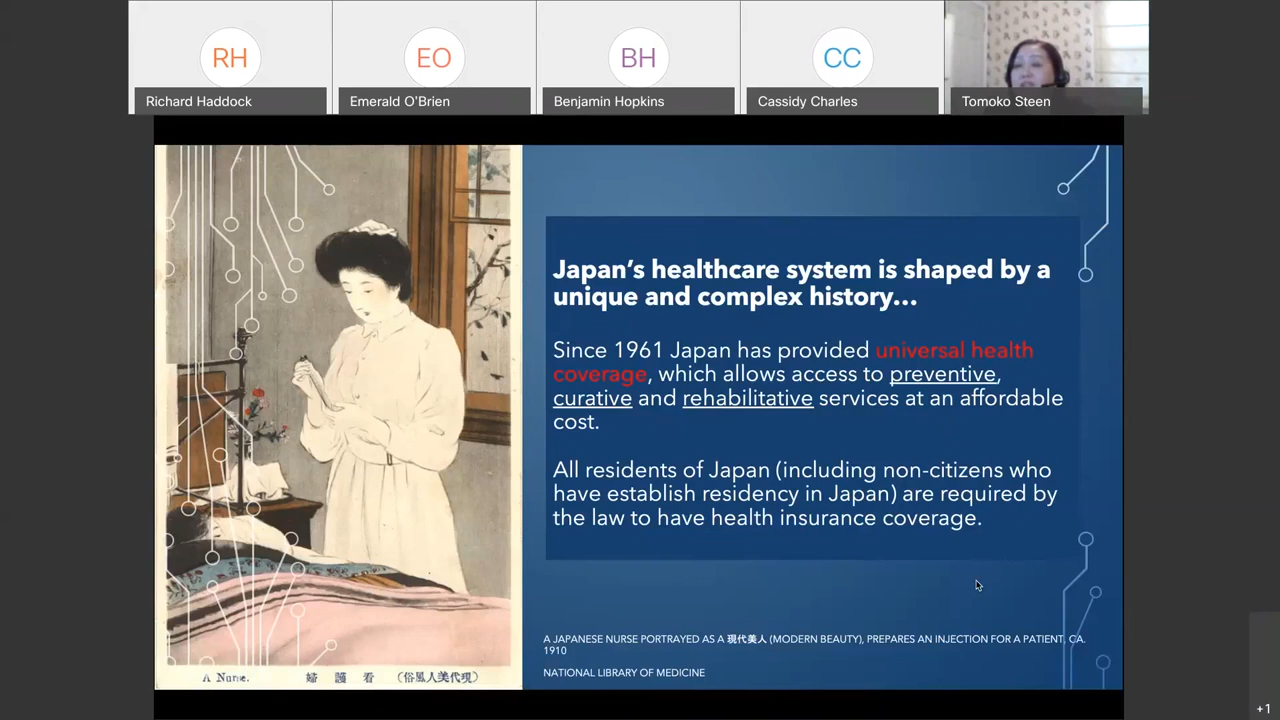 RH
EO
BH
CC
Richard Haddock
Emerald O'Brien
Benjamin Hopkins
Cassidy Charles
Tomoko Steen
Japan's healthcare system is shaped by a
unique and complex history...
Since 1961 Japan has provided universal health
coverage, which allows access to preventive,
curative and rehabilitative services at an affordable
cost.
All residents of Japan (including non-citizens who
have establish residency in Japan) are required by
the law to have health insurance coverage.
A JAPANESE NURSE PORTRAYED AS A 現代美人 (MODERN BEAUTY), PREPARES AN INJECTION FOR A PATIENT, CA.
1910
NATIONAL LIBRARY OF MEDICINE
A Nurse. 婦 護 看 (俗風人美代現)
+1